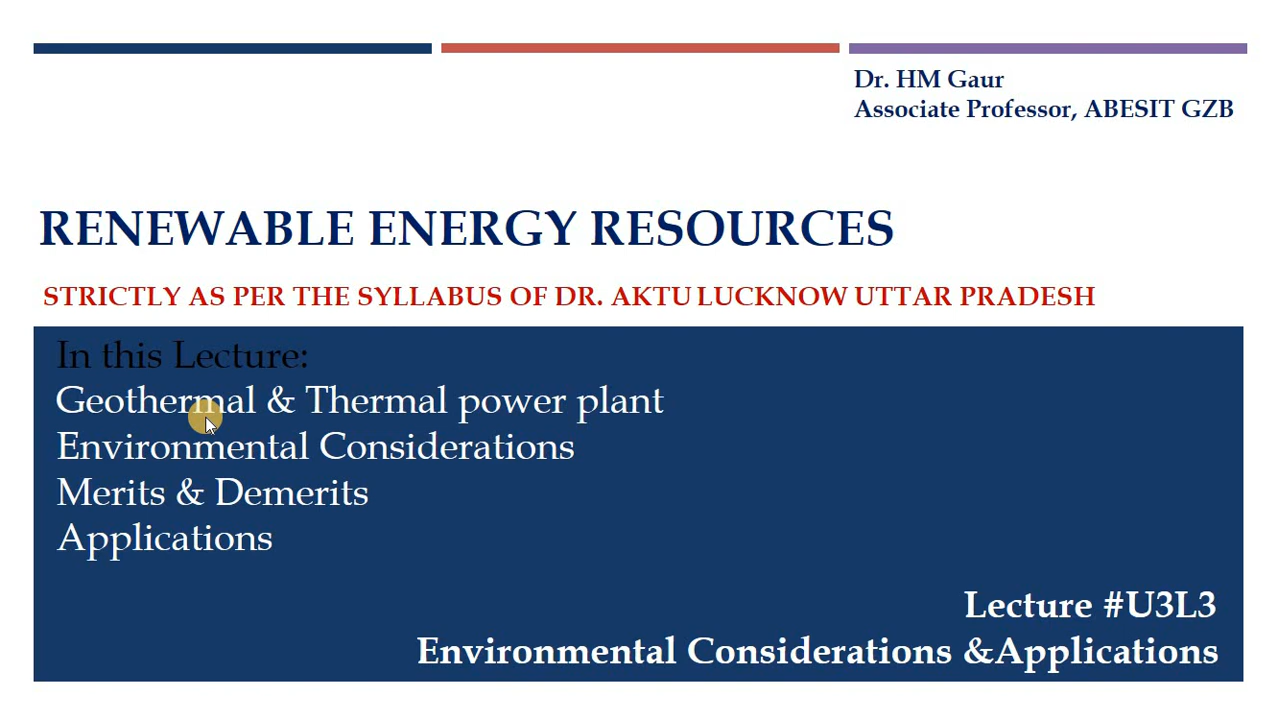 Dr. HM Gaur
Associate Professor, ABESIT GZB
RENEWABLE ENERGY RESOURCES
STRICTLY AS PER THE SYLLABUS OF DR. AKTU LUCKNOW UTTAR PRADESH
In this Lecture:
Geothermal & Thermal power plant
Environmental Considerations
Merits & Demerits
Applications
Lecture #U3L3
Environmental Considerations &Applications